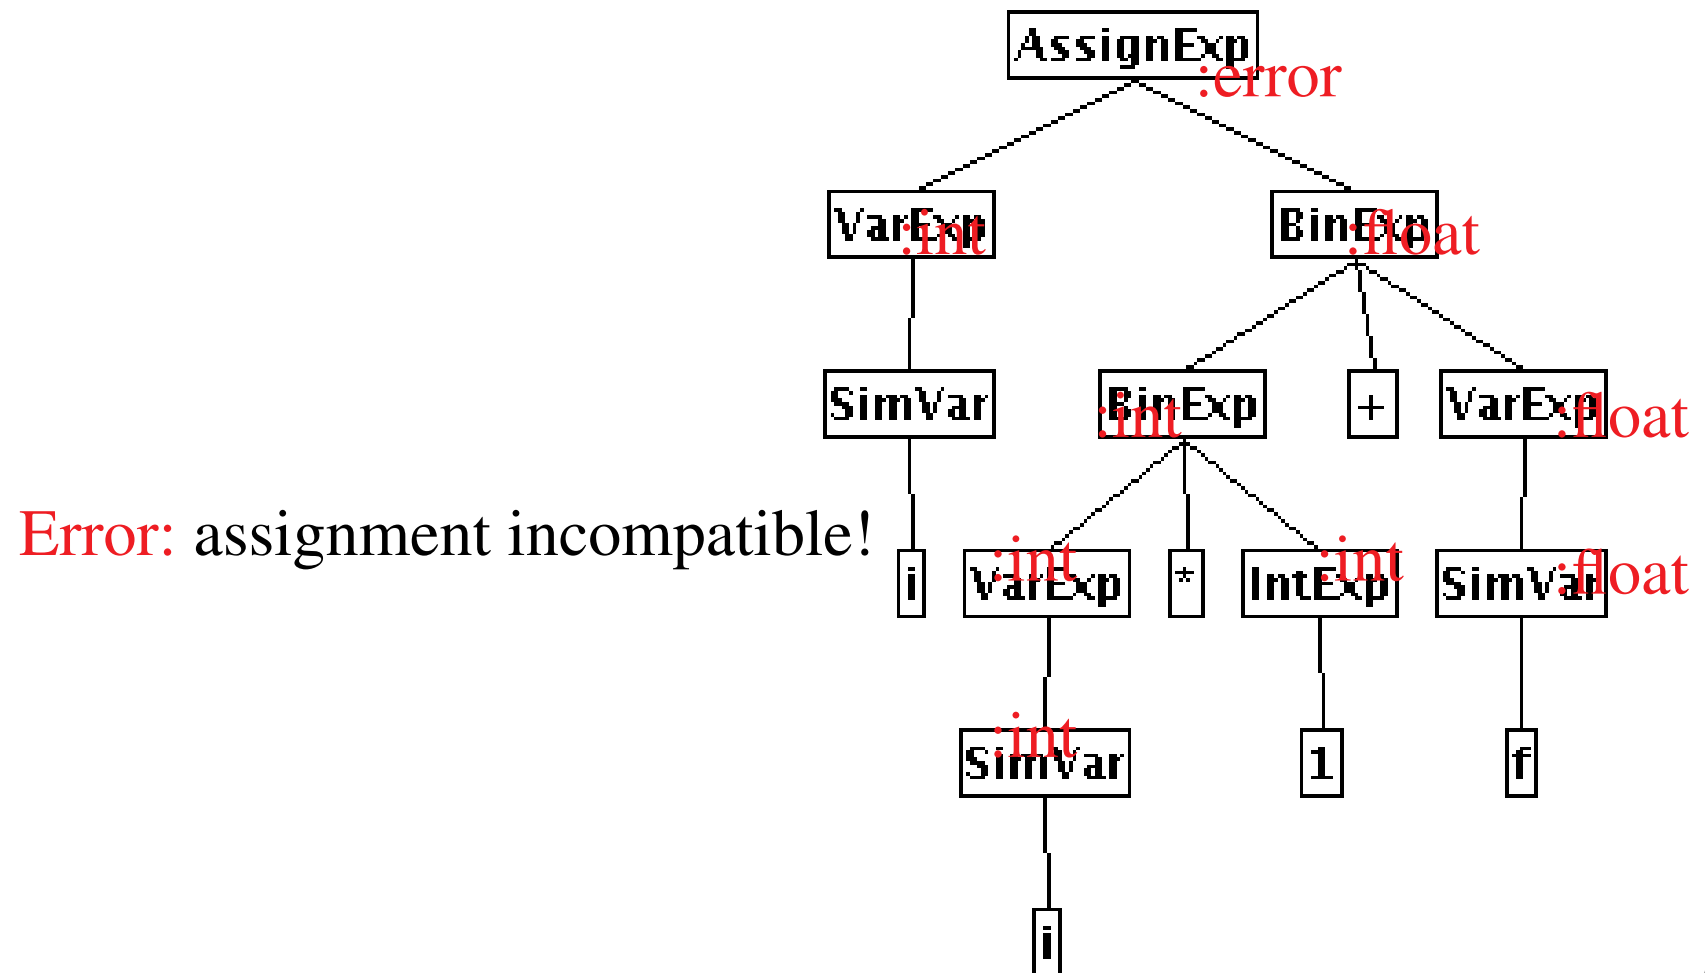 AssignExp
:error
VarExp :int
BinExp :float
SimVar
BinExp :int
+
VarExp :float
Error: assignment incompatible!
i
VarExp :int
*
IntExp :int
SimVar :float
SimVar :int
1
f
i